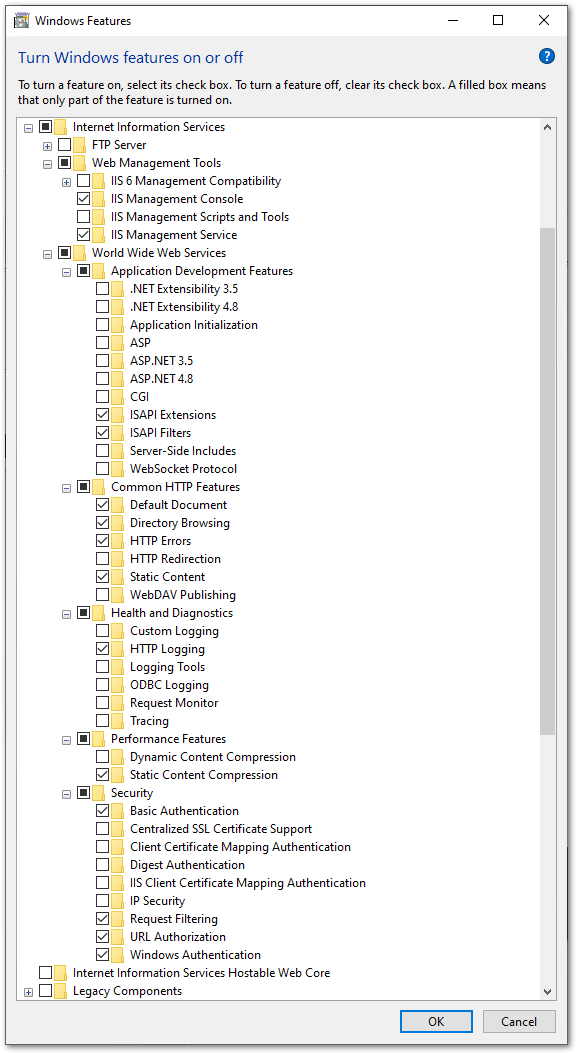 Windows Features
Turn Windows features on or off
?
To turn a feature on, select its check box. To turn a feature off, clear its check box. A filled box means
that only part of the feature is turned on.
Internet Information Services
FTP Server
Web Management Tools
IIS 6 Management Compatibility
IIS Management Console
IIS Management Scripts and Tools
IIS Management Service
World Wide Web Services
Application Development Features
.NET Extensibility 3.5
.NET Extensibility 4.8
Application Initialization
ASP
ASP.NET 3.5
ASP.NET 4.8
CGI
ISAPI Extensions
ISAPI Filters
Server-Side Includes
WebSocket Protocol
Common HTTP Features
Default Document
Directory Browsing
HTTP Errors
HTTP Redirection
Static Content
WebDAV Publishing
Health and Diagnostics
Custom Logging
HTTP Logging
Logging Tools
ODBC Logging
Request Monitor
Tracing
Performance Features
Dynamic Content Compression
Static Content Compression
Security
Basic Authentication
Centralized SSL Certificate Support
Client Certificate Mapping Authentication
Digest Authentication
IIS Client Certificate Mapping Authentication
IP Security
Request Filtering
URL Authorization
Windows Authentication
Internet Information Services Hostable Web Core
Legacy Components
OK
Cancel